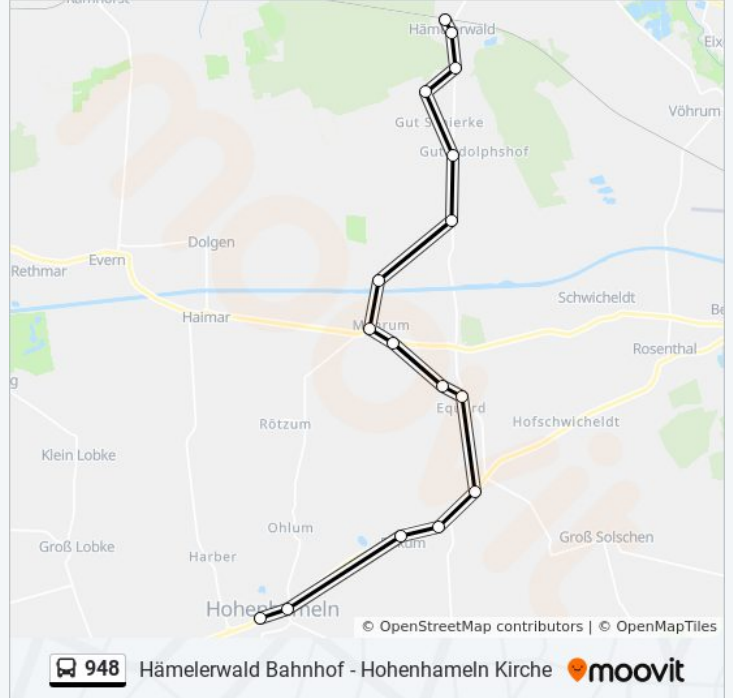 Hämelerwald
Vöhrum
Gut Adolphshof
Dolgen
Evern
Rethmar
Schwicheldt
Haimar
Mehrum
Rosenthal
Equord
Rötzum
Hofschwicheldt
Klein Lobke
Ohlum
Groß Solschen
Groß Lobke
Harber
Hohenhameln
© OpenStreetMap contributors | © OpenMapTiles
948 Hämelerwald Bahnhof - Hohenhameln Kirche moovit